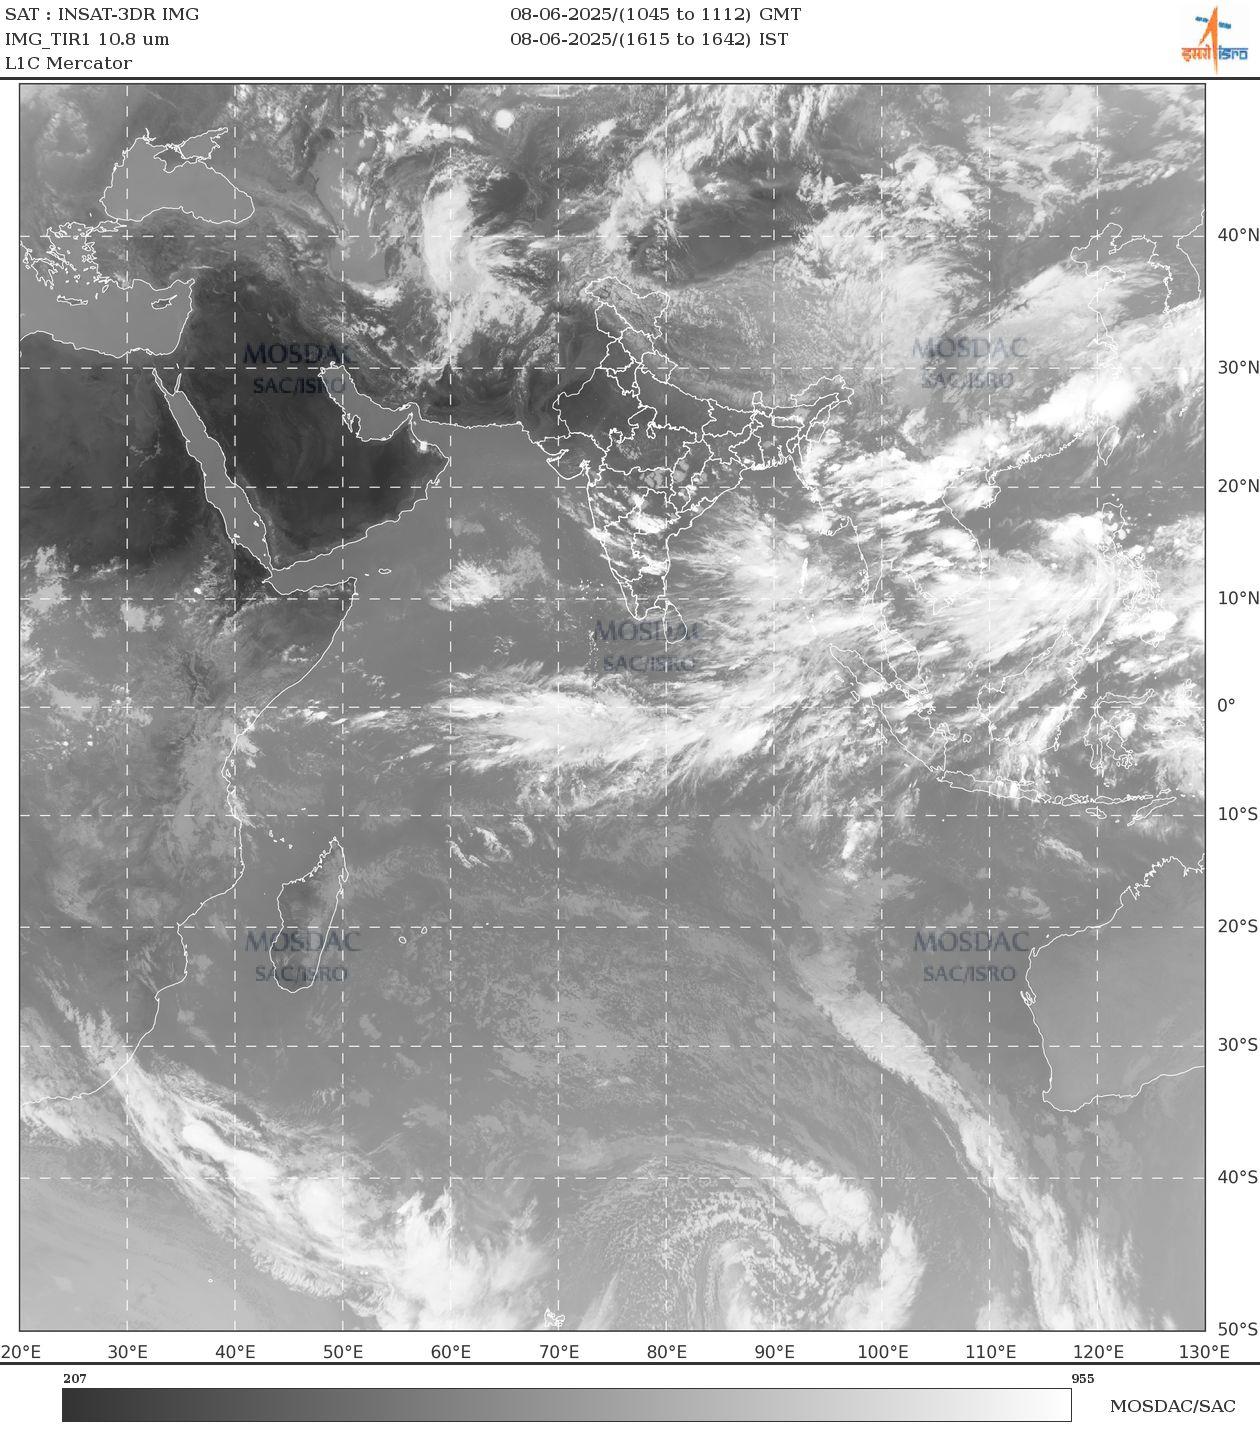 SAT : INSAT-3DR IMG
IMG_TIR1 10.8 um
L1C Mercator
08-06-2025/(1045 to 1112) GMT
08-06-2025/(1615 to 1642) IST
इसरो isro
40°N
30°N
20°N
10°N
0°
10°S
20°S
30°S
40°S
50°S
MOSDAC
SAC/ISRO
MOSDAC
SAC/ISRO
MOSDAC
SAC/ISRO
MOSDAC
SAC/ISRO
MOSDAC
SAC/ISRO
20°E 30°E 40°E 50°E 60°E 70°E 80°E 90°E 100°E 110°E 120°E 130°E
207 955
MOSDAC/SAC